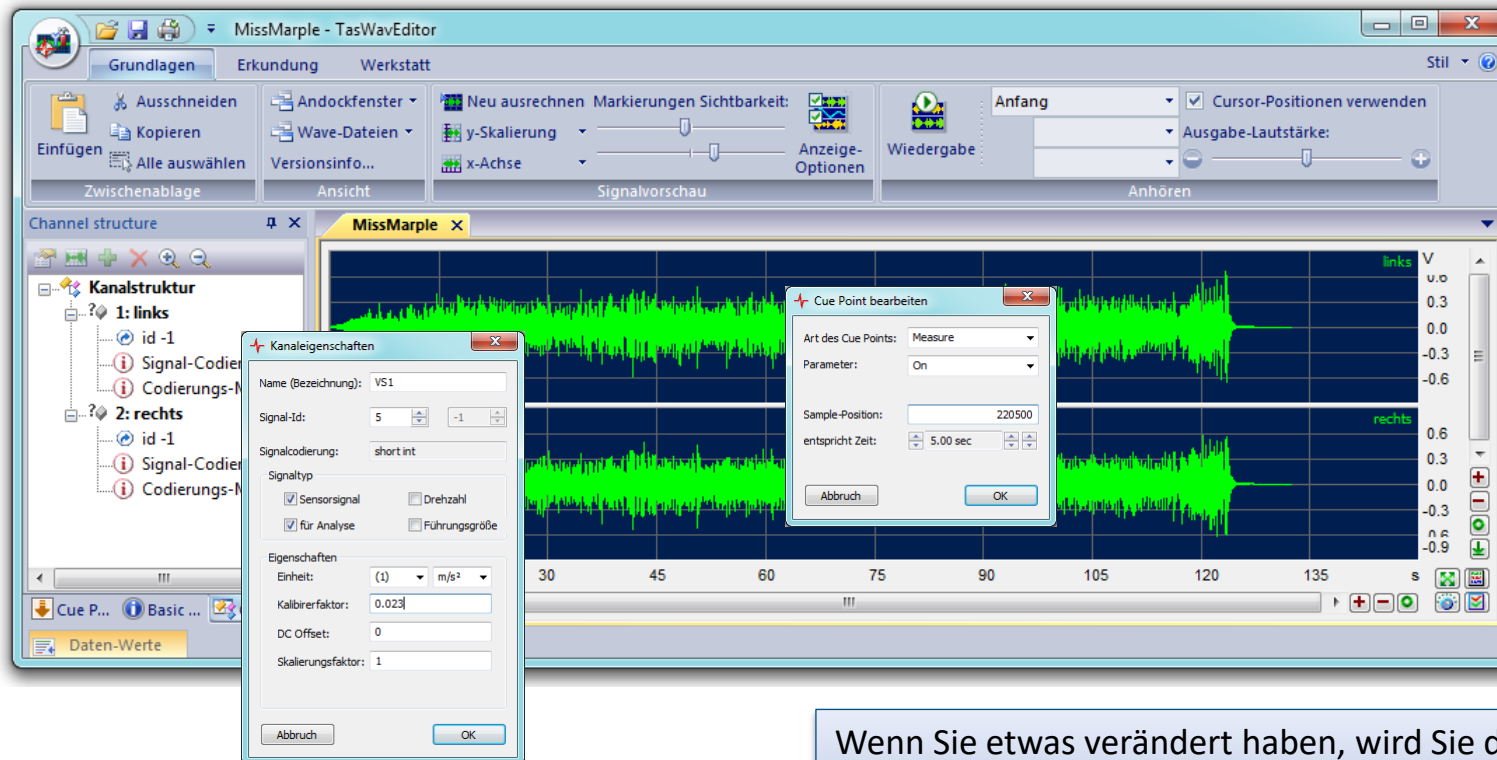 MissMarple - TasWavEditor
Grundlagen Erkundung Werkstatt Stil
Einfügen
Ausschneiden
Kopieren
Alle auswählen
Zwischenablage
Andockfenster
Wave-Dateien
Versionsinfo...
Ansicht
Neu ausrechnen Markierungen Sichtbarkeit:
y-Skalierung
x-Achse
Anzeige-
Optionen
Signalvorschau
Wiedergabe
Anfang
Cursor-Positionen verwenden
Ausgabe-Lautstärke:
Anhören
Channel structure
MissMarple
Kanalstruktur
1: links
id -1
Signal-Codier
Codierungs-
2: rechts
id -1
Signal-Codier
Codierungs-
Cue P... Basic ...
Daten-Werte
links V
0.6
0.3
0.0
-0.3
-0.6
rechts
0.6
0.3
0.0
-0.3
-0.6
-0.9
30 45 60 75 90 105 120 135 s
Kanaleigenschaften
Name (Bezeichnung): VS1
Signal-Id: 5 -1
Signalcodierung: short int
Signaltyp
Sensorsignal Drehzahl
für Analyse Führungsgröße
Eigenschaften
Einheit: (1) m/s²
Kalibrierfaktor: 0.023
DC Offset: 0
Skalierungsfaktor: 1
Abbruch OK
Cue Point bearbeiten
Art des Cue Points: Measure
Parameter: On
Sample-Position: 220500
entspricht Zeit: 5.00 sec
Abbruch OK
Wenn Sie etwas verändert haben, wird Sie